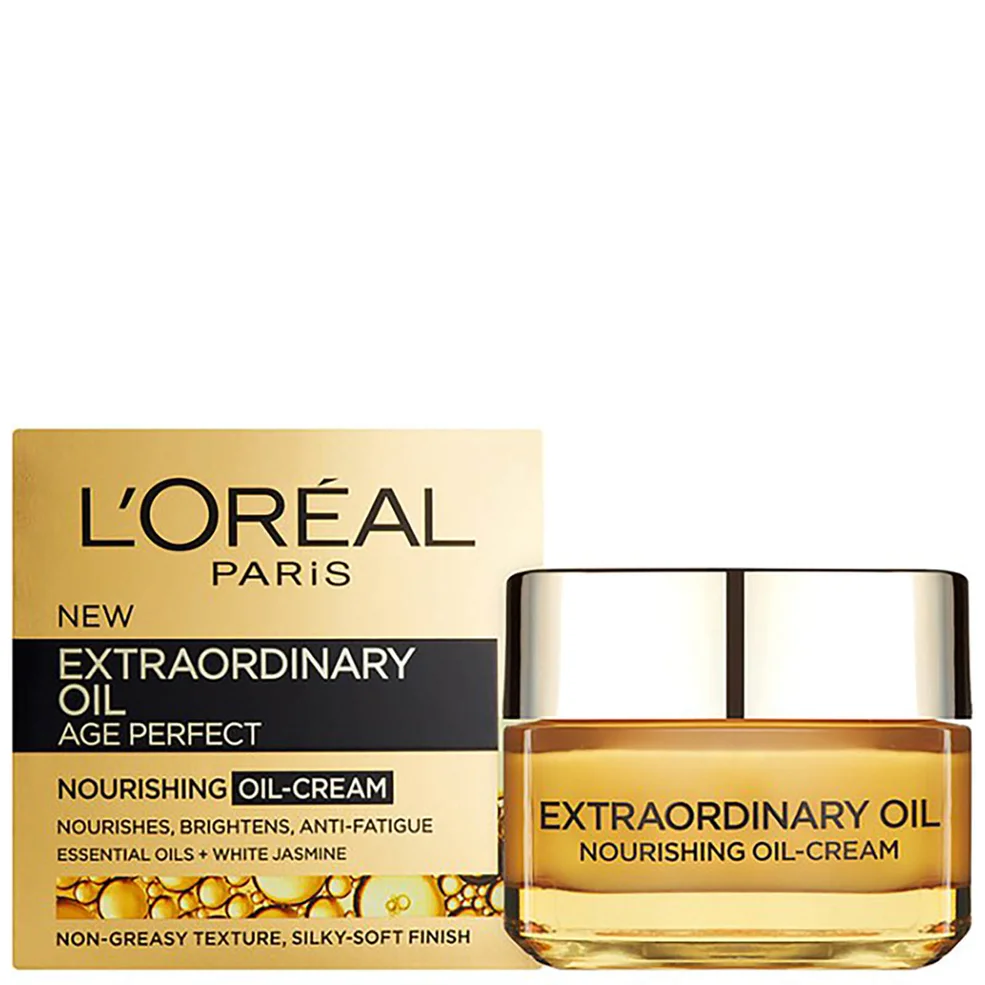 L'ORÉAL
PARiS
NEW
EXTRAORDINARY
OIL
AGE PERFECT
NOURISHING OIL-CREAM
NOURISHES, BRIGHTENS, ANTI-FATIGUE
ESSENTIAL OILS + WHITE JASMINE
NON-GREASY TEXTURE, SILKY-SOFT FINISH
EXTRAORDINARY OIL
NOURISHING OIL-CREAM